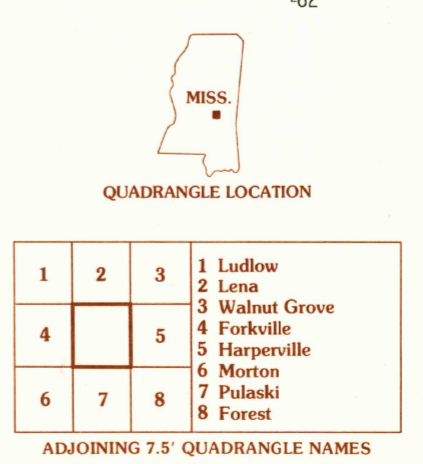 MISS.
QUADRANGLE LOCATION
1 2 3
4 5
6 7 8
1 Ludlow
2 Lena
3 Walnut Grove
4 Forkville
5 Harperville
6 Morton
7 Pulaski
8 Forest
ADJOINING 7.5′ QUADRANGLE NAMES